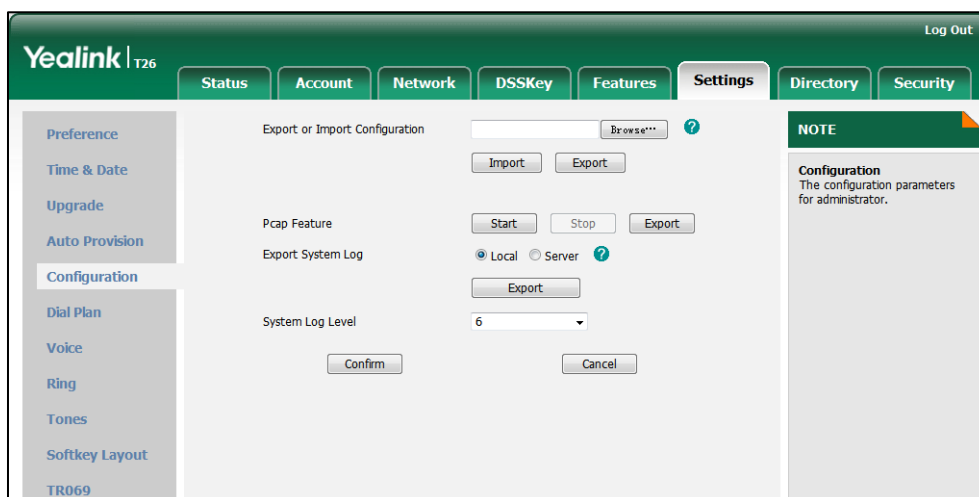 Log Out
Yealink | T26
Status Account Network DSSKey Features Settings Directory Security
Preference
Time & Date
Upgrade
Auto Provision
Configuration
Dial Plan
Voice
Ring
Tones
Softkey Layout
TR069
Export or Import Configuration Browse... ?
Import Export
Pcap Feature Start Stop Export
Export System Log Local Server ?
Export
System Log Level 6
Confirm Cancel
NOTE
Configuration
The configuration parameters
for administrator.